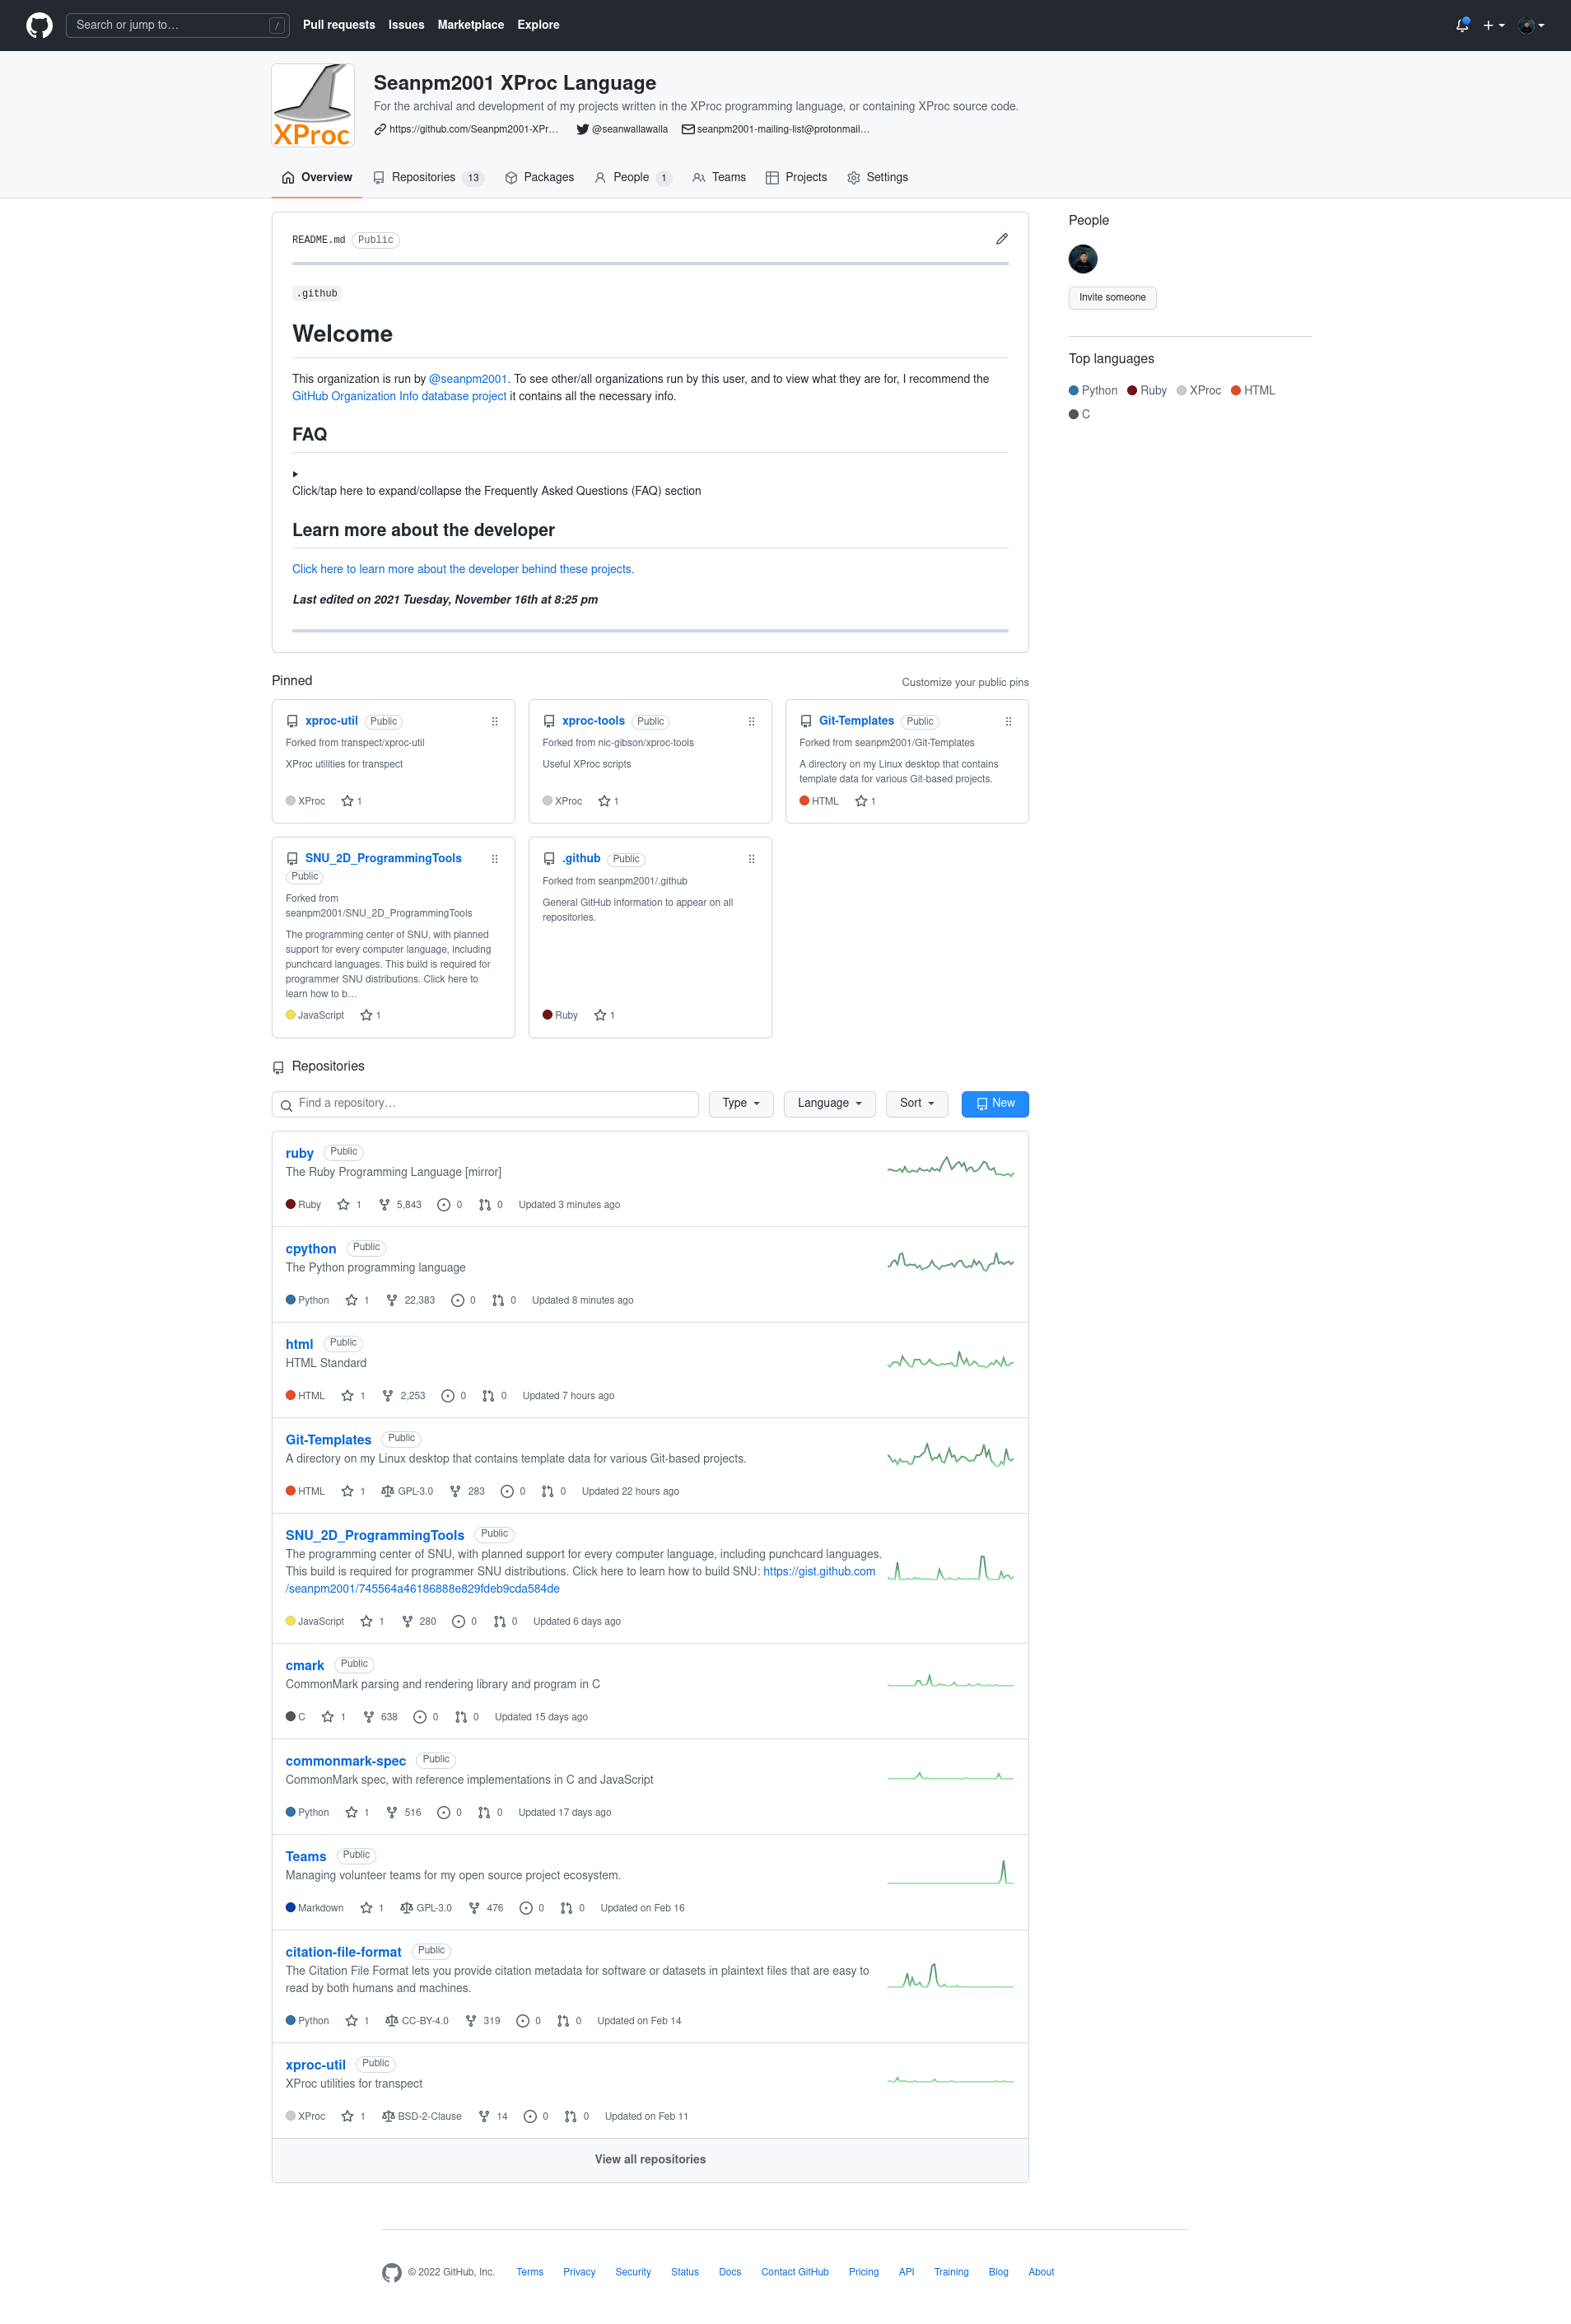 Search or jump to…
/
Pull requests Issues Marketplace Explore
XProc
Seanpm2001 XProc Language
For the archival and development of my projects written in the XProc programming language, or containing XProc source code.
https://github.com/Seanpm2001-XPr… @seanwallawalla seanpm2001-mailing-list@protonmail…
Overview Repositories 13 Packages People 1 Teams Projects Settings
README.md Public
.github
Welcome
This organization is run by @seanpm2001. To see other/all organizations run by this user, and to view what they are for, I recommend the
GitHub Organization Info database project it contains all the necessary info.
FAQ
Click/tap here to expand/collapse the Frequently Asked Questions (FAQ) section
Learn more about the developer
Click here to learn more about the developer behind these projects.
Last edited on 2021 Tuesday, November 16th at 8:25 pm
People
Invite someone
Top languages
Python Ruby XProc HTML
C
Pinned
Customize your public pins
xproc-util Public
Forked from transpect/xproc-util
XProc utilities for transpect
XProc 1
xproc-tools Public
Forked from nic-gibson/xproc-tools
Useful XProc scripts
XProc 1
Git-Templates Public
Forked from seanpm2001/Git-Templates
A directory on my Linux desktop that contains
template data for various Git-based projects.
HTML 1
SNU_2D_ProgrammingTools
Public
Forked from
seanpm2001/SNU_2D_ProgrammingTools
The programming center of SNU, with planned
support for every computer language, including
punchcard languages. This build is required for
programmer SNU distributions. Click here to
learn how to b…
JavaScript 1
.github Public
Forked from seanpm2001/.github
General GitHub information to appear on all
repositories.
Ruby 1
Repositories
Find a repository…
Type Language Sort New
ruby Public
The Ruby Programming Language [mirror]
Ruby 1 5,843 0 0 Updated 3 minutes ago
cpython Public
The Python programming language
Python 1 22,383 0 0 Updated 8 minutes ago
html Public
HTML Standard
HTML 1 2,253 0 0 Updated 7 hours ago
Git-Templates Public
A directory on my Linux desktop that contains template data for various Git-based projects.
HTML 1 GPL-3.0 283 0 0 Updated 22 hours ago
SNU_2D_ProgrammingTools Public
The programming center of SNU, with planned support for every computer language, including punchcard languages.
This build is required for programmer SNU distributions. Click here to learn how to build SNU: https://gist.github.com
/seanpm2001/745564a46186888e829fdeb9cda584de
JavaScript 1 280 0 0 Updated 6 days ago
cmark Public
CommonMark parsing and rendering library and program in C
C 1 638 0 0 Updated 15 days ago
commonmark-spec Public
CommonMark spec, with reference implementations in C and JavaScript
Python 1 516 0 0 Updated 17 days ago
Teams Public
Managing volunteer teams for my open source project ecosystem.
Markdown 1 GPL-3.0 476 0 0 Updated on Feb 16
citation-file-format Public
The Citation File Format lets you provide citation metadata for software or datasets in plaintext files that are easy to
read by both humans and machines.
Python 1 CC-BY-4.0 319 0 0 Updated on Feb 14
xproc-util Public
XProc utilities for transpect
XProc 1 BSD-2-Clause 14 0 0 Updated on Feb 11
View all repositories
© 2022 GitHub, Inc. Terms Privacy Security Status Docs Contact GitHub Pricing API Training Blog About